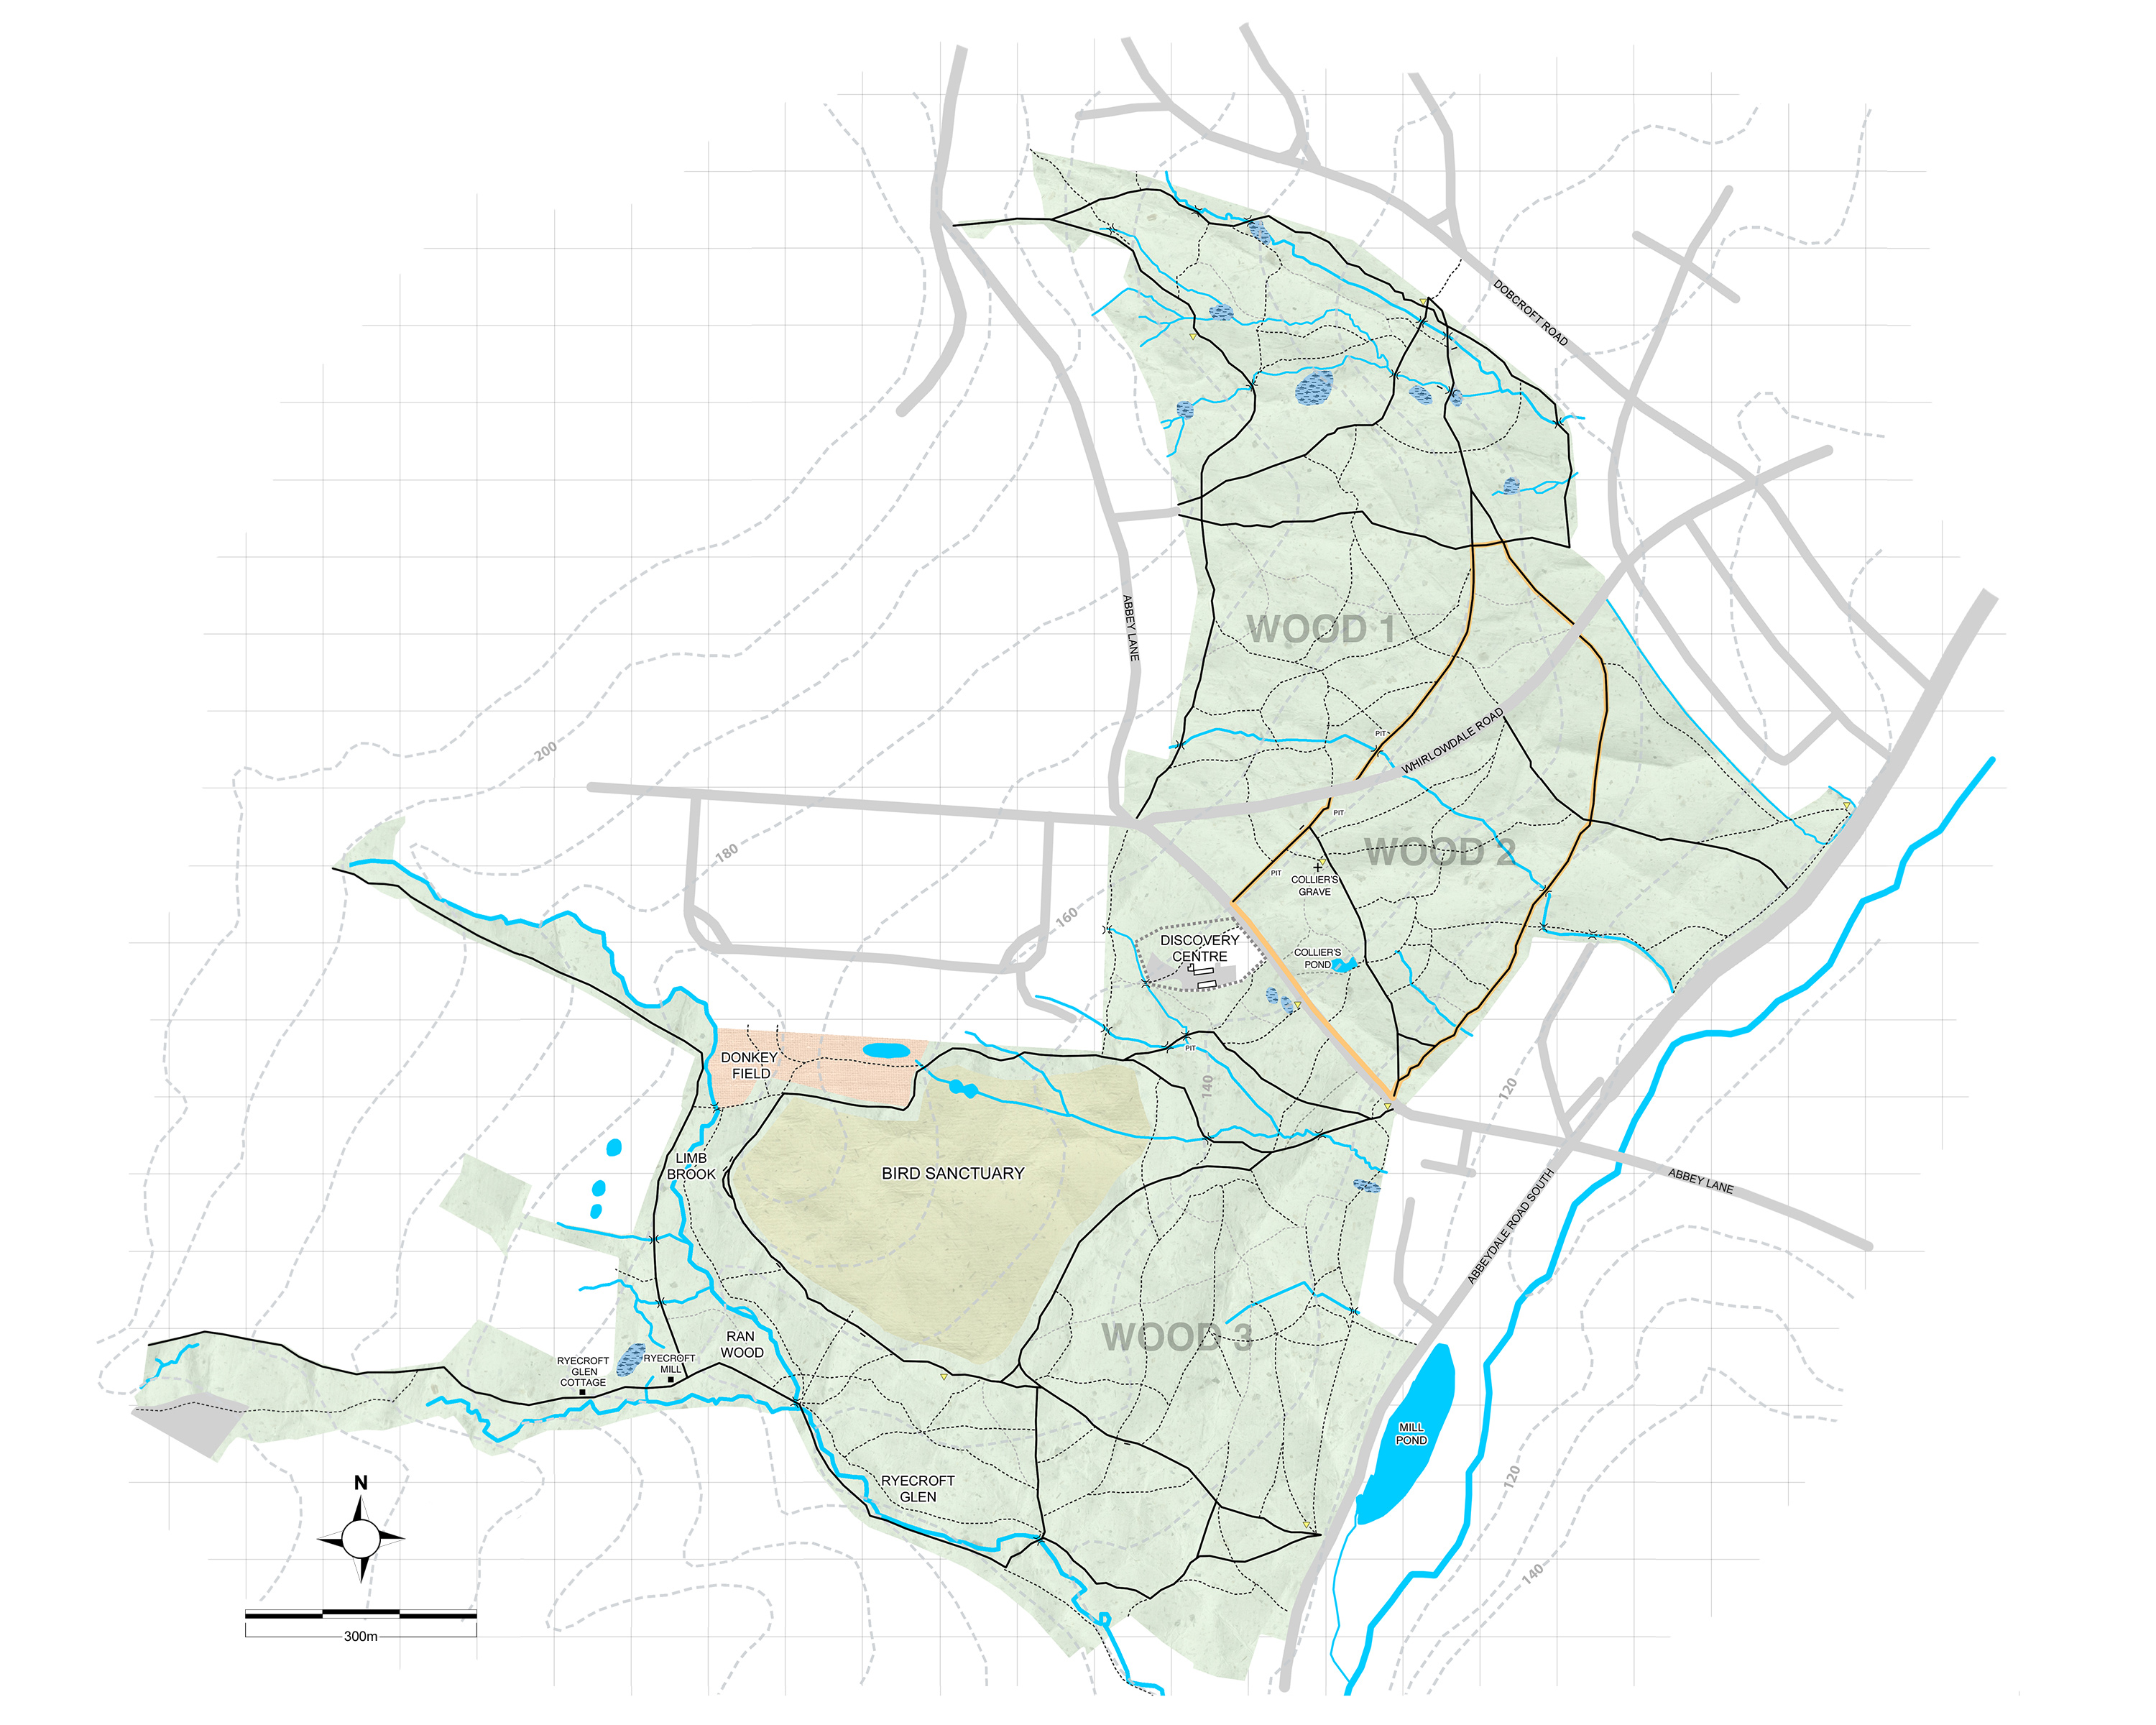 DOBCROFT ROAD
ABBEY LANE
WOOD 1
WHIRLOWDALE ROAD
PIT
200
PIT
180
WOOD 2
PIT
COLLIER'S
GRAVE
160
DISCOVERY
CENTRE
COLLIER'S
POND
PIT
DONKEY
FIELD
140
120
LIMB
BROOK
BIRD SANCTUARY
ABBEY LANE
ABBEYDALE ROAD SOUTH
WOOD 3
RAN
WOOD
RYECROFT
GLEN
COTTAGE
RYECROFT
MILL
MILL
POND
RYECROFT
GLEN
120
N
140
300m